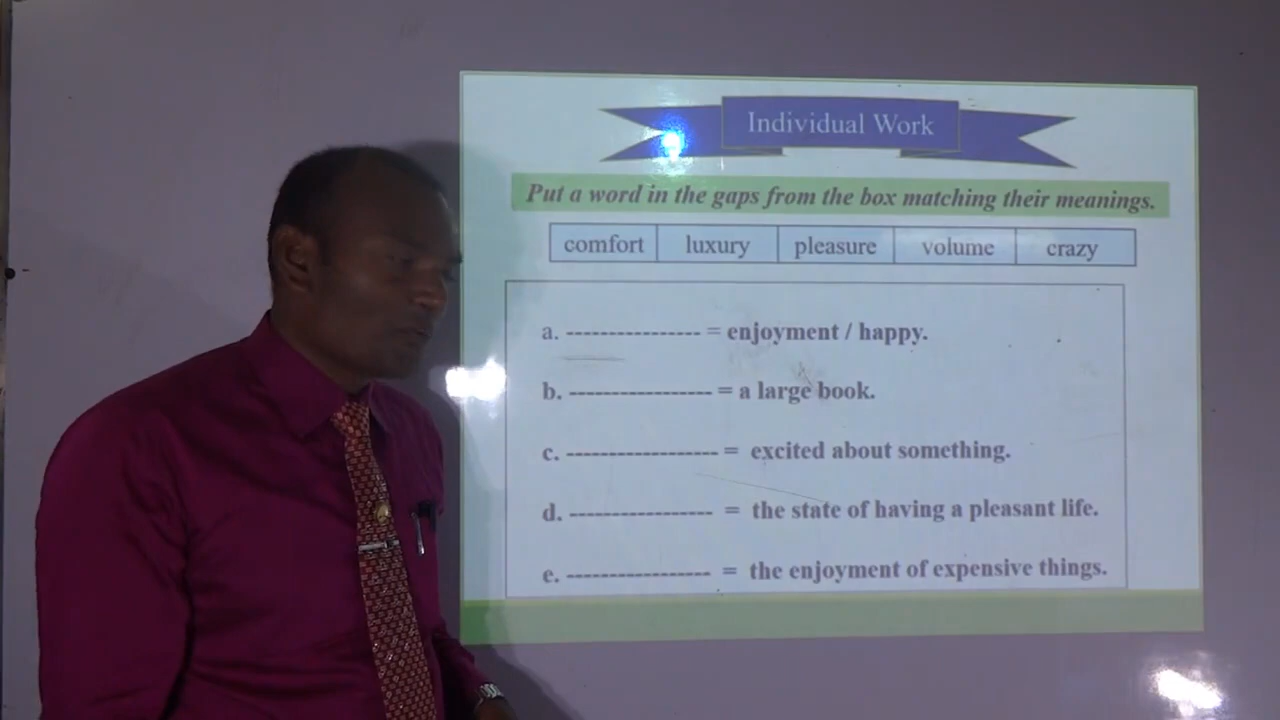 Individual Work
Put a word in the gaps from the box matching their meanings.
comfort luxury pleasure volume crazy
a. ---------------- = enjoyment / happy.
b. ----------------- = a large book.
c. ------------------ = excited about something.
d. ----------------- = the state of having a pleasant life.
e. ----------------- = the enjoyment of expensive things.